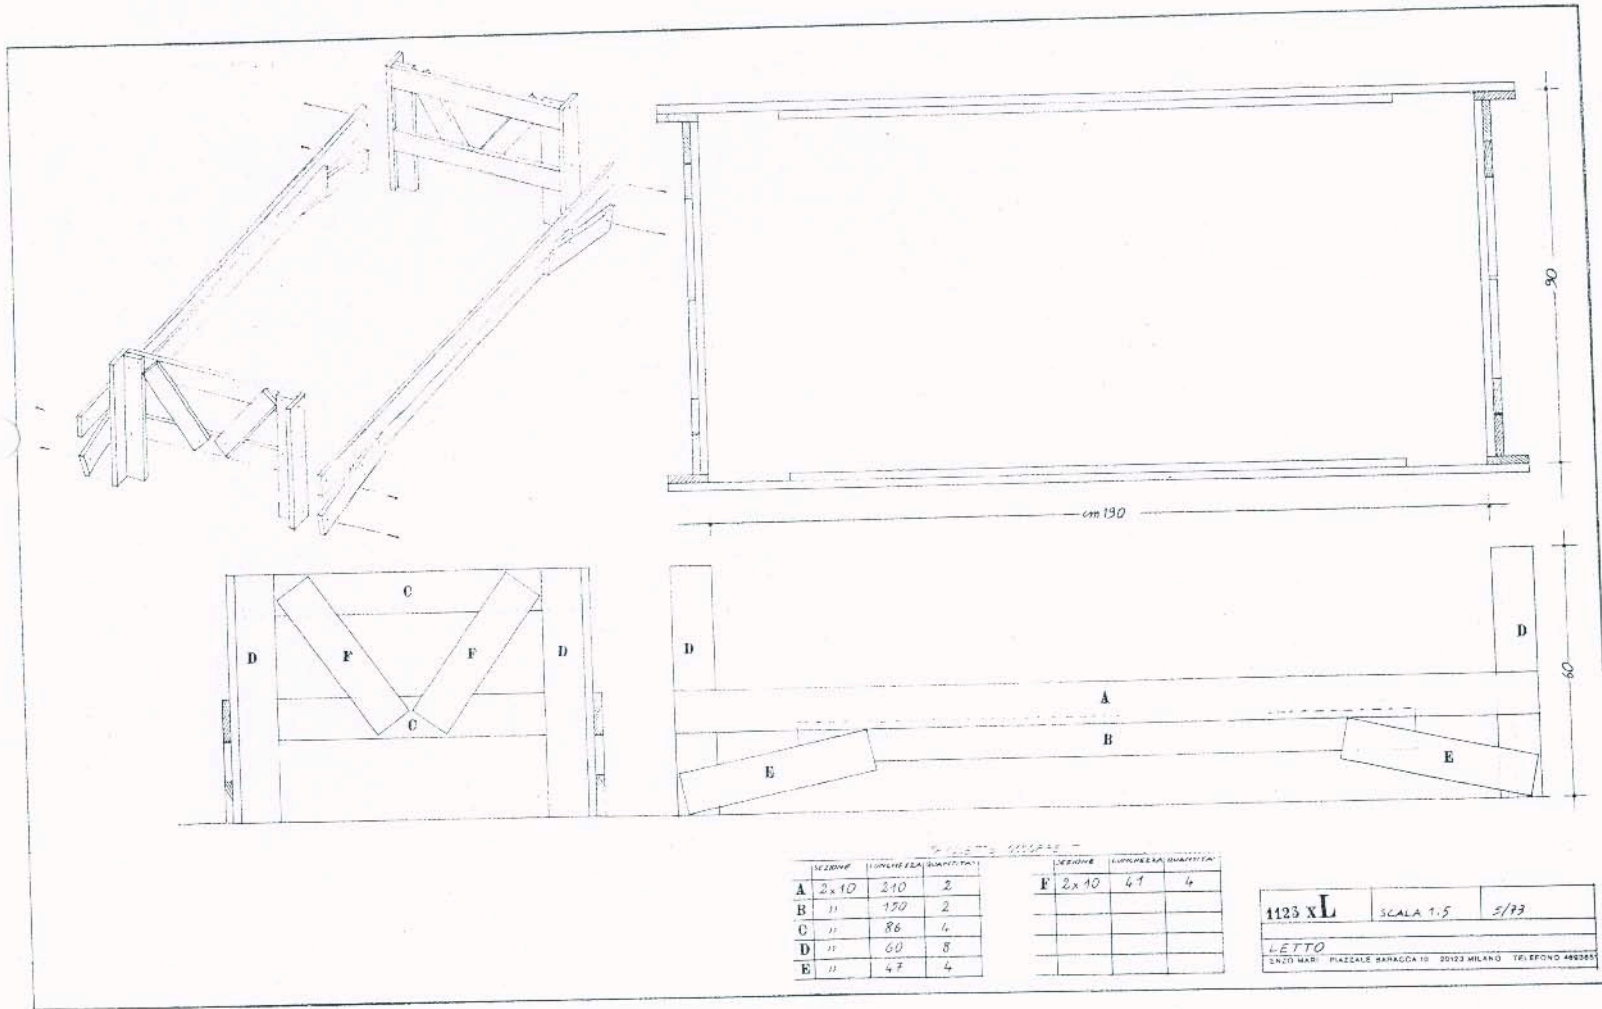 90
cm 190
C
D
F
F
D
C
D
D
A
B
E
E
60
SEZIONE LUNGHEZZA QUANTITA'
A 2x10 210 2
B " 150 2
C " 86 4
D " 60 8
E " 47 4
SEZIONE LUNGHEZZA QUANTITA'
F 2x10 41 4
1123 XL SCALA 1:5 5/73
LETTO
ENZO MARI PIAZZALE BARACCA 10 20123 MILANO TELEFONO